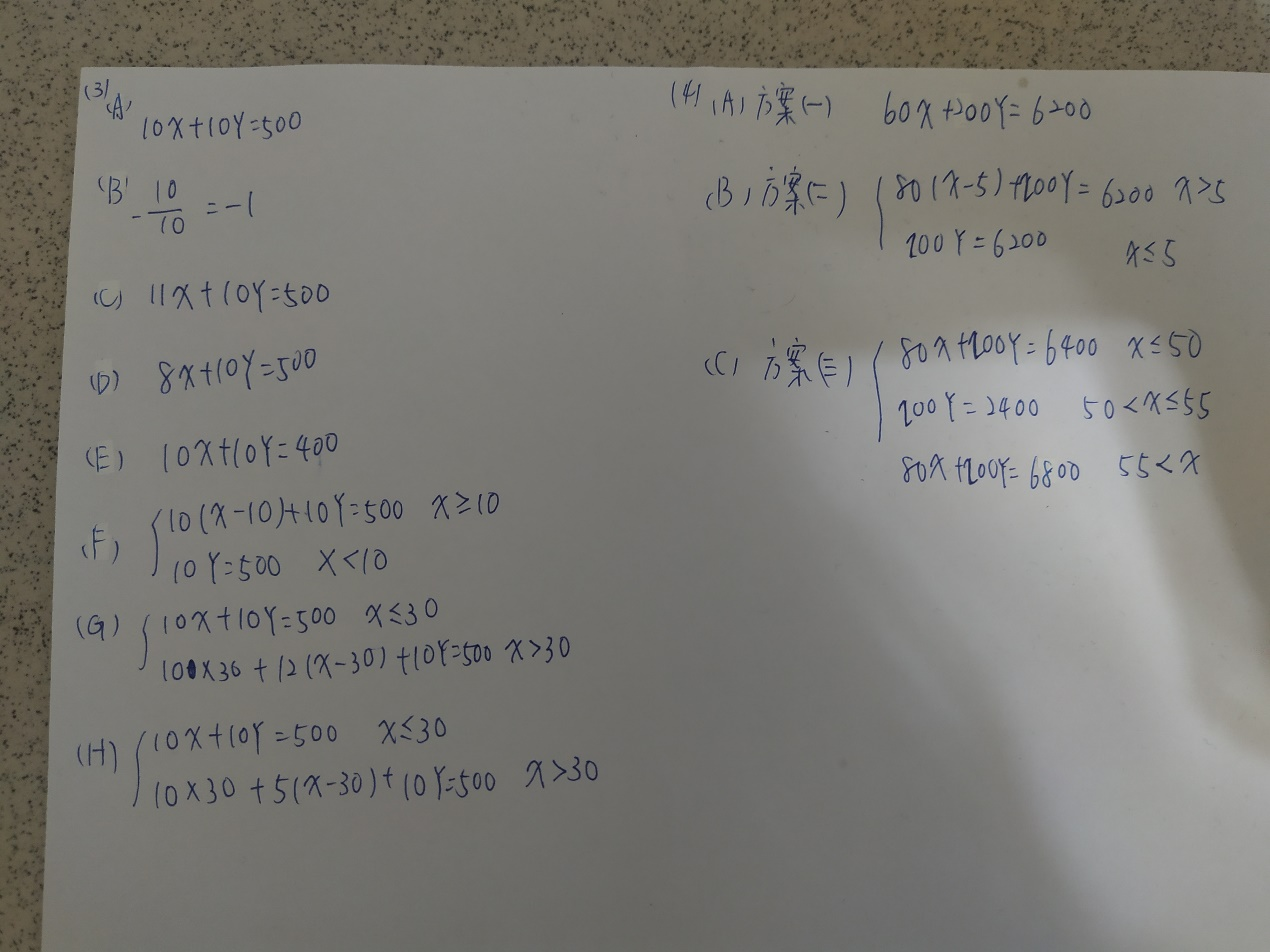 (3)(A)
10X+10Y=500
(B) -10/10 = -1
(C) 11X+10Y=500
(D) 8X+10Y=500
(E) 10X+10Y=400
(F) { 10(X-10)+10Y=500 X≥10
10Y=500 X<10
(G) { 10X+10Y=500 X≤30
10×30+12(X-30)+10Y=500 X>30
(H) { 10X+10Y=500 X≤30
10×30+5(X-30)+10Y=500 X>30
(4)(A) 方案(一) 60X+200Y=6200
(B) 方案(二) { 80(X-5)+200Y=6200 X>5
200Y=6200 X≤5
(C) 方案(三) { 80X+200Y=6400 X≤50
200Y=2400 50<X≤55
80X+200Y=6800 55<X